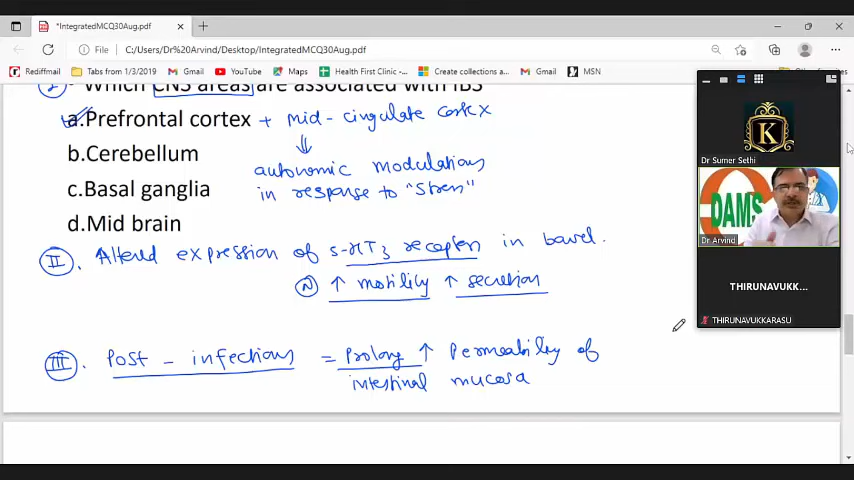 *IntegratedMCQ30Aug.pdf
File
C:/Users/Dr%20Arvind/Desktop/IntegratedMCQ30Aug.pdf
Rediffmail
Tabs from 1/3/2019
Gmail
YouTube
Maps
Health First Clinic -...
Create collections a...
Gmail
MSN
I
Which CNS areas are associated with IBS
a.Prefrontal cortex + mid-cingulate cortex
b.Cerebellum
autonomic modulations
c.Basal ganglia
in response to "Stress"
d.Mid brain
II. Altered expression of 5-HT3 receptors in bowel.
N ↑ motility ↑ secretion
III. Post - infections = Prolong ↑ Permeability of
intestinal mucosa
K
Dr Sumer Sethi
DAMS
Dr Arvind
THIRUNAVUKK...
THIRUNAVUKKARASU